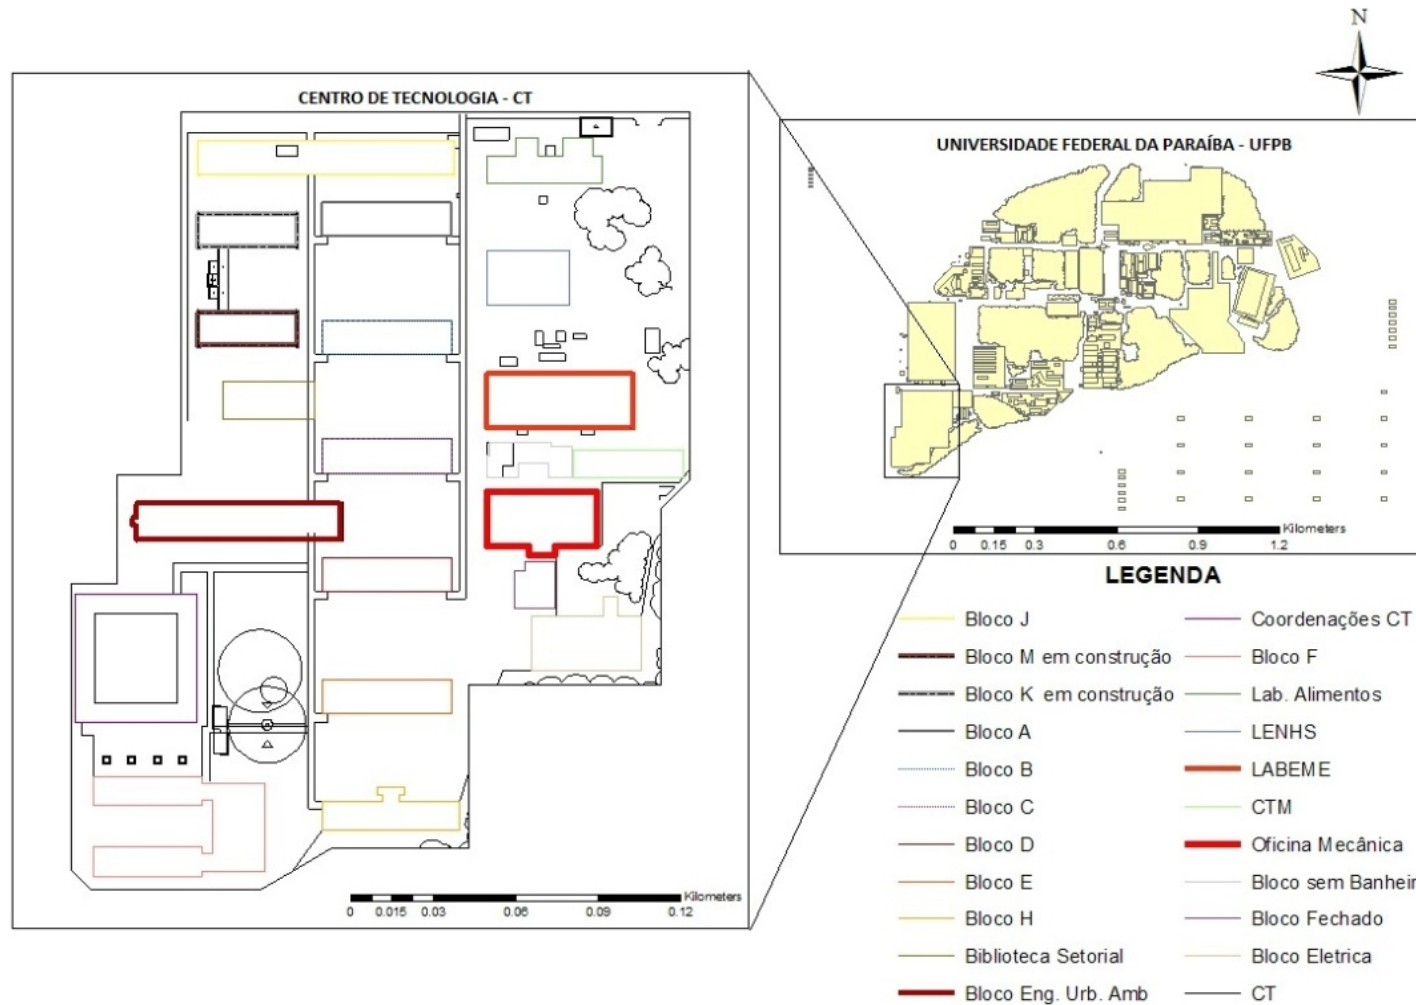 N
CENTRO DE TECNOLOGIA - CT
UNIVERSIDADE FEDERAL DA PARAÍBA - UFPB
Kilometers
0 0.15 0.3 0.6 0.9 1.2
Kilometers
0 0.015 0.03 0.06 0.09 0.12
LEGENDA
Bloco J
Bloco M em construção
Bloco K em construção
Bloco A
Bloco B
Bloco C
Bloco D
Bloco E
Bloco H
Biblioteca Setorial
Bloco Eng. Urb. Amb
Coordenações CT
Bloco F
Lab. Alimentos
LENHS
LABEME
CTM
Oficina Mecânica
Bloco sem Banheir
Bloco Fechado
Bloco Eletrica
CT